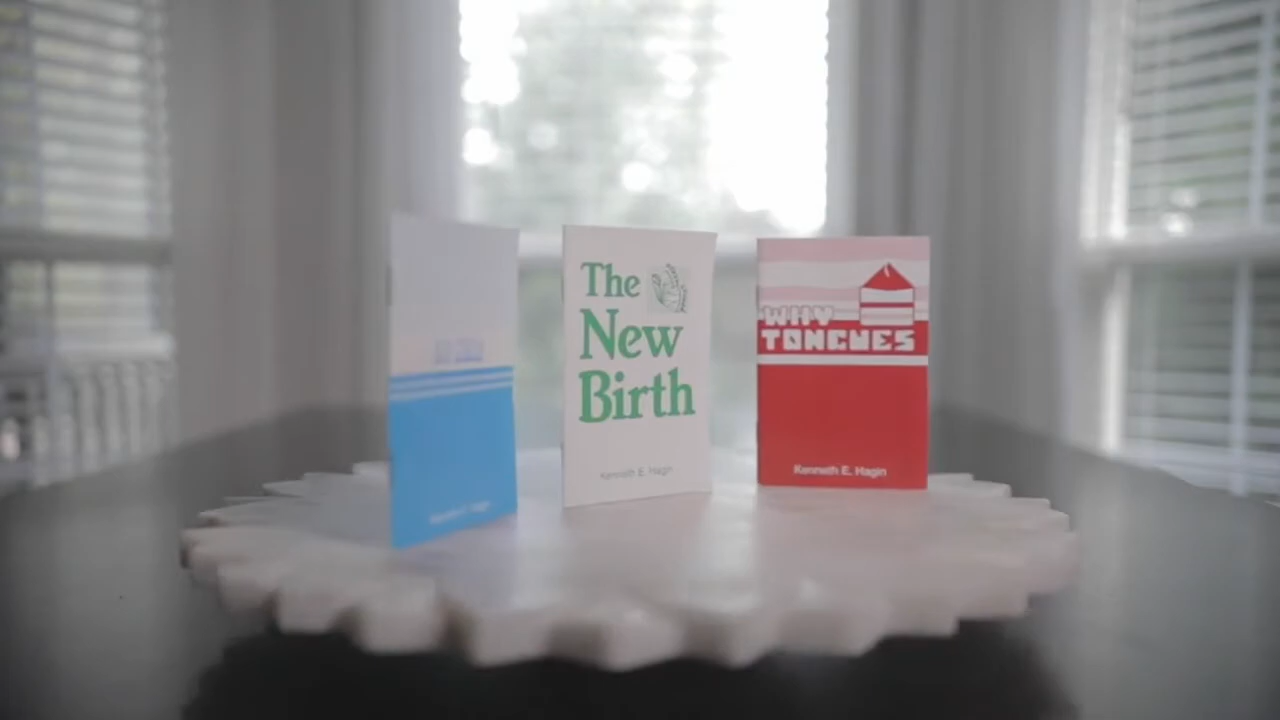 The
New
Birth
Kenneth E. Hagin
WHY
TONGUES
Kenneth E. Hagin